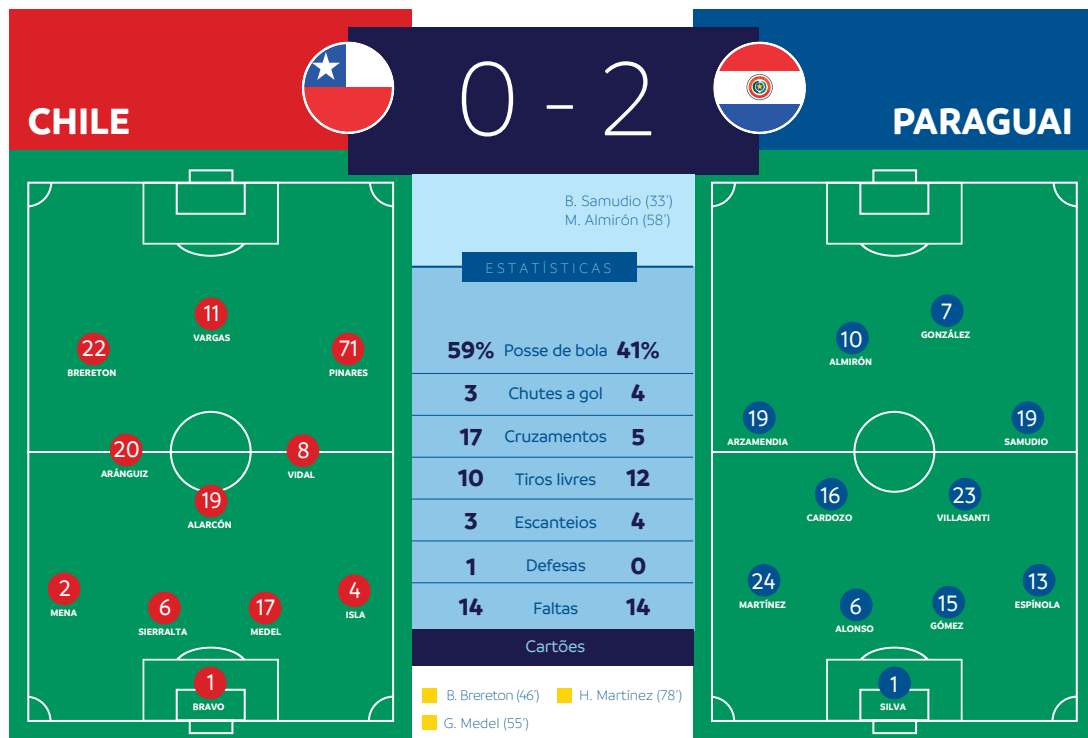 CHILE
0 - 2
PARAGUAI
B. Samudio (33’)
M. Almirón (58’)
ESTATÍSTICAS
59% Posse de bola 41%
3 Chutes a gol 4
17 Cruzamentos 5
10 Tiros livres 12
3 Escanteios 4
1 Defesas 0
14 Faltas 14
Cartões
B. Brereton (46’) H. Martínez (78’)
G. Medel (55’)
11
VARGAS
22
BRERETON
71
PINARES
20
ARÁNGUIZ
8
VIDAL
19
ALARCÓN
2
MENA
6
SIERRALTA
17
MEDEL
4
ISLA
1
BRAVO
7
GONZÁLEZ
10
ALMIRÓN
19
ARZAMENDIA
19
SAMUDIO
16
CARDOZO
23
VILLASANTI
24
MARTÍNEZ
6
ALONSO
15
GÓMEZ
13
ESPÍNOLA
1
SILVA